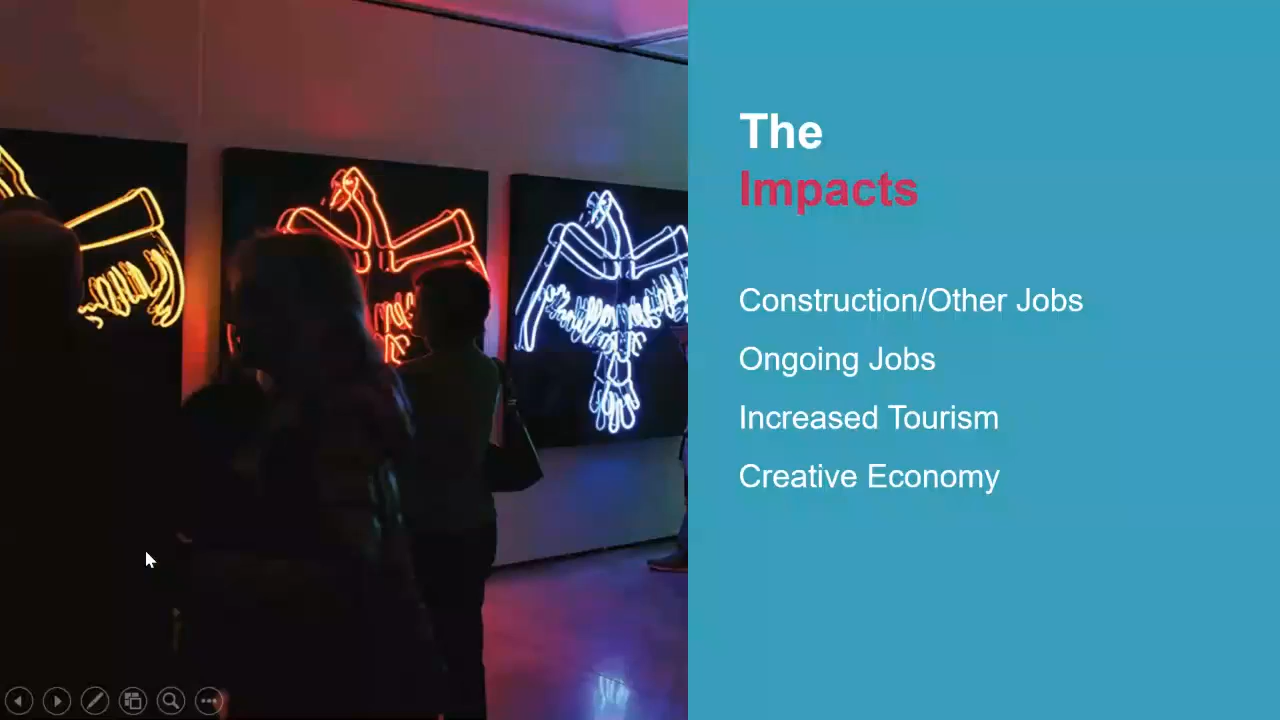 The
Impacts
Construction/Other Jobs
Ongoing Jobs
Increased Tourism
Creative Economy